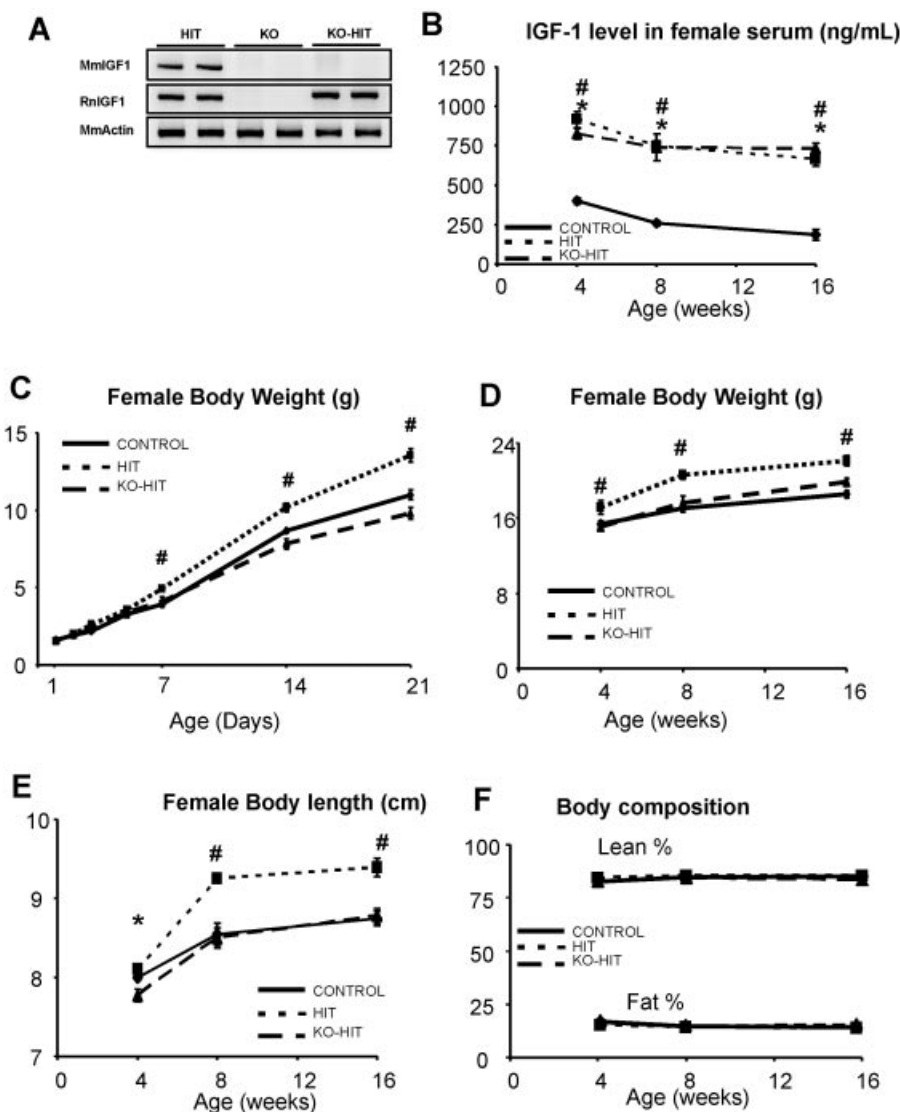 A
HIT KO KO-HIT
MmIGF1
RnIGF1
MmActin
B
IGF-1 level in female serum (ng/mL)
1250
1000
750
500
250
0
# # #
* * *
CONTROL
HIT
KO-HIT
0 4 8 12 16
Age (weeks)
C
Female Body Weight (g)
15
10
5
0
CONTROL
HIT
KO-HIT
# # #
1 7 14 21
Age (Days)
D
Female Body Weight (g)
24
16
8
0
# # #
CONTROL
HIT
KO-HIT
0 4 8 12 16
Age (weeks)
E
Female Body length (cm)
10
9
8
7
* # #
CONTROL
HIT
KO-HIT
0 4 8 12 16
Age (weeks)
F
Body composition
100
75
50
25
0
Lean %
CONTROL
HIT
KO-HIT
Fat %
0 4 8 12 16
Age (weeks)